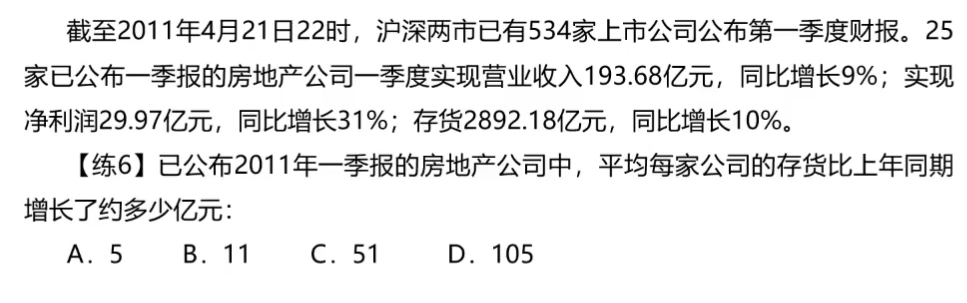 截至2011年4月21日22时，沪深两市已有534家上市公司公布第一季度财报。25
家已公布一季报的房地产公司一季度实现营业收入193.68亿元，同比增长9%；实现
净利润29.97亿元，同比增长31%；存货2892.18亿元，同比增长10%。
【练6】已公布2011年一季报的房地产公司中，平均每家公司的存货比上年同期
增长了约多少亿元：
A．5 B．11 C．51 D．105